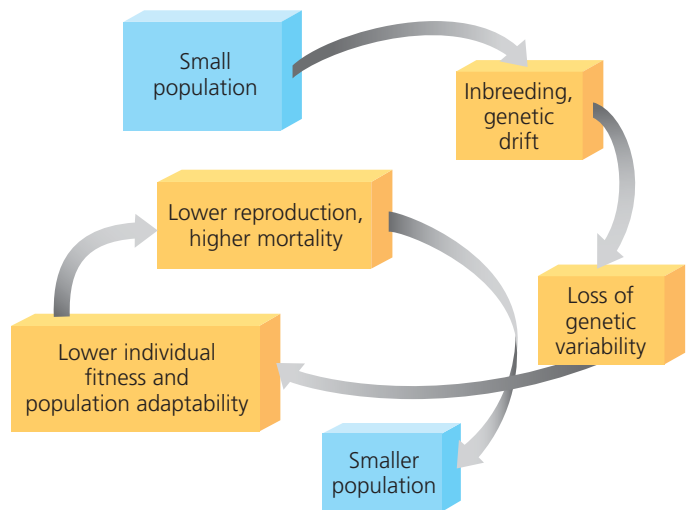 Small
population
Inbreeding,
genetic
drift
Loss of
genetic
variability
Lower individual
fitness and
population adaptability
Lower reproduction,
higher mortality
Smaller
population